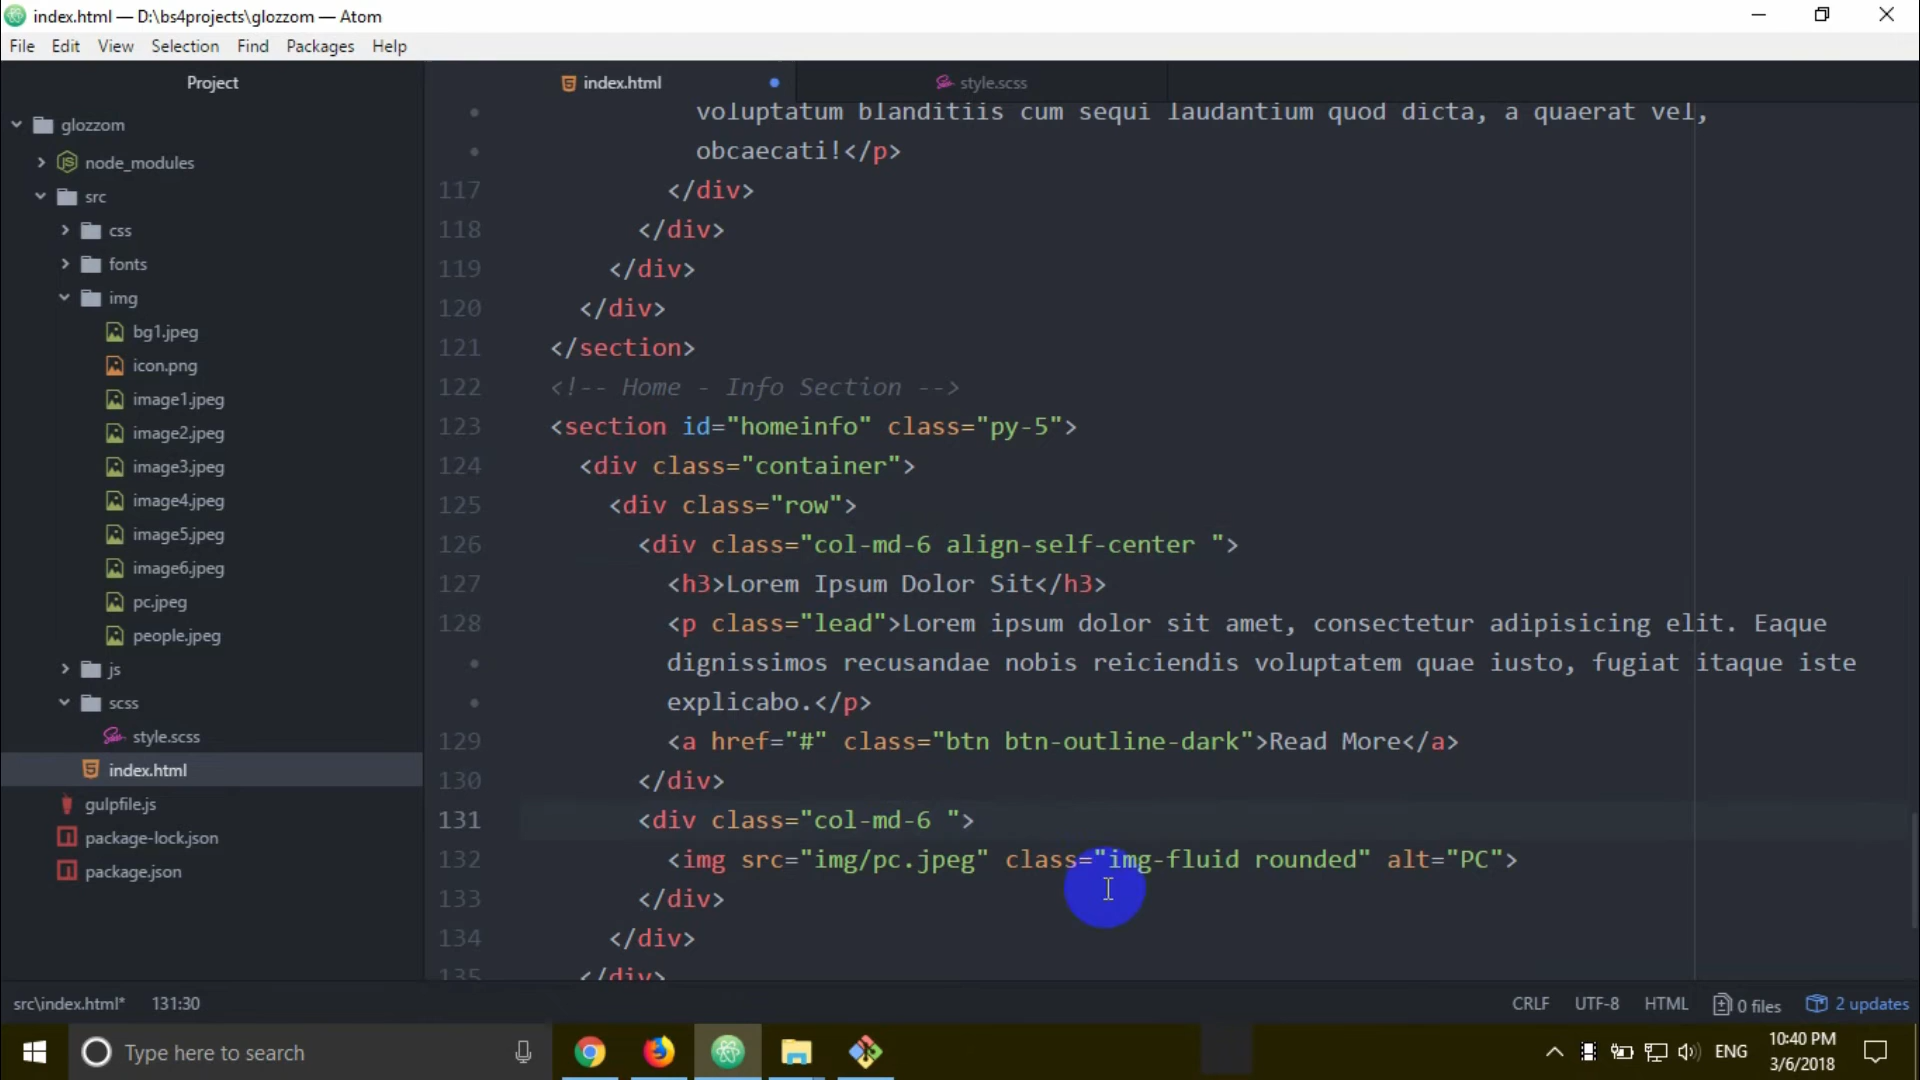 index.html — D:\bs4projects\glozzom — Atom
File Edit View Selection Find Packages Help
Project
glozzom
node_modules
src
css
fonts
img
bg1.jpeg
icon.png
image1.jpeg
image2.jpeg
image3.jpeg
image4.jpeg
image5.jpeg
image6.jpeg
pc.jpeg
people.jpeg
js
scss
style.scss
index.html
gulpfile.js
package-lock.json
package.json
index.html style.scss
voluptatum blanditiis cum sequi laudantium quod dicta, a quaerat vel,
obcaecati!</p>
117 </div>
118 </div>
119 </div>
120 </div>
121 </section>
122 <!-- Home - Info Section -->
123 <section id="homeinfo" class="py-5">
124 <div class="container">
125 <div class="row">
126 <div class="col-md-6 align-self-center ">
127 <h3>Lorem Ipsum Dolor Sit</h3>
128 <p class="lead">Lorem ipsum dolor sit amet, consectetur adipisicing elit. Eaque
dignissimos recusandae nobis reiciendis voluptatem quae iusto, fugiat itaque iste
explicabo.</p>
129 <a href="#" class="btn btn-outline-dark">Read More</a>
130 </div>
131 <div class="col-md-6 ">
132 <img src="img/pc.jpeg" class="img-fluid rounded" alt="PC">
133 </div>
134 </div>
135 </div>
src\index.html* 131:30 CRLF UTF-8 HTML 0 files 2 updates
Type here to search ENG 10:40 PM
3/6/2018